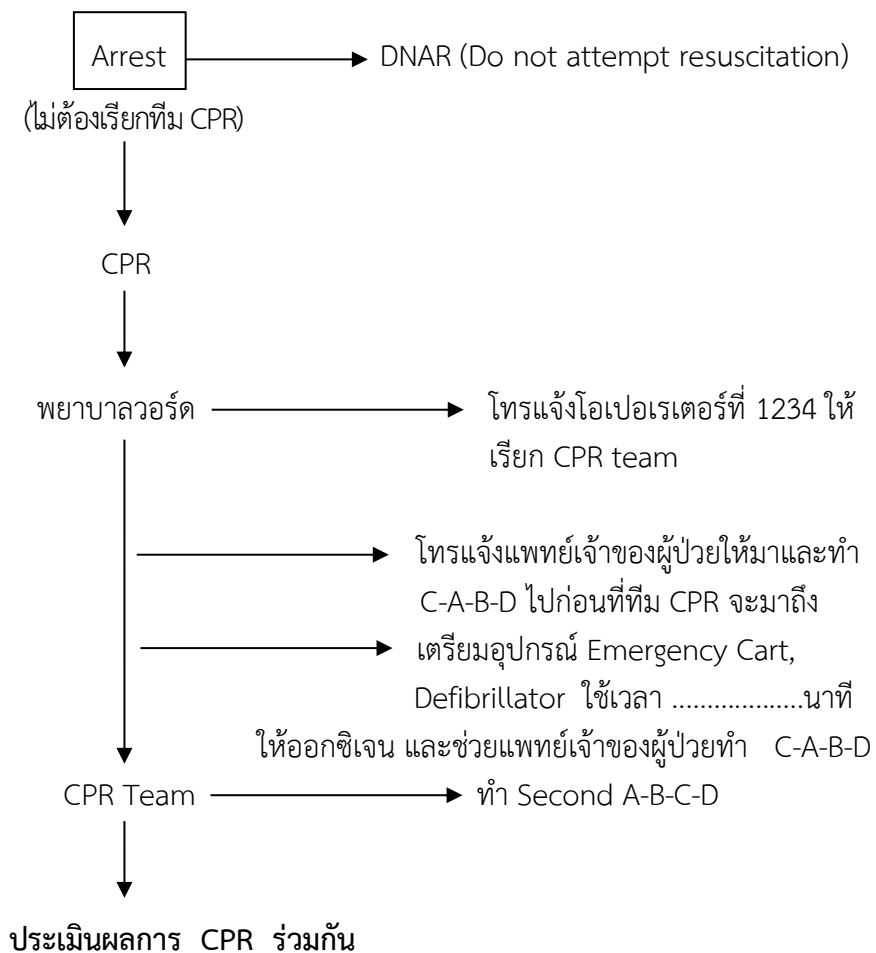 Arrest DNAR (Do not attempt resuscitation)
(ไม่ต้องเรียกทีม CPR)
CPR
พยาบาลวอร์ด โทรแจ้งโอเปอเรเตอร์ที่ 1234 ให้
เรียก CPR team
โทรแจ้งแพทย์เจ้าของผู้ป่วยให้มาและทำ
C-A-B-D ไปก่อนที่ทีม CPR จะมาถึง
เตรียมอุปกรณ์ Emergency Cart,
Defibrillator ใช้เวลา ...................นาที
ให้ออกซิเจน และช่วยแพทย์เจ้าของผู้ป่วยทำ C-A-B-D
CPR Team ทำ Second A-B-C-D
ประเมินผลการ CPR ร่วมกัน